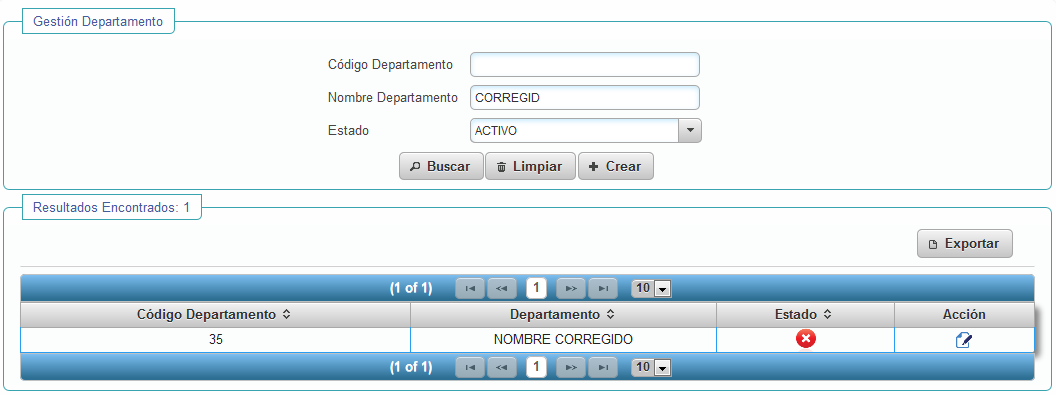 Gestión Departamento
Código Departamento
Nombre Departamento CORREGID
Estado ACTIVO
Buscar Limpiar Crear
Resultados Encontrados: 1
Exportar
(1 of 1) 1 10
Código Departamento Departamento Estado Acción
35 NOMBRE CORREGIDO
(1 of 1) 1 10